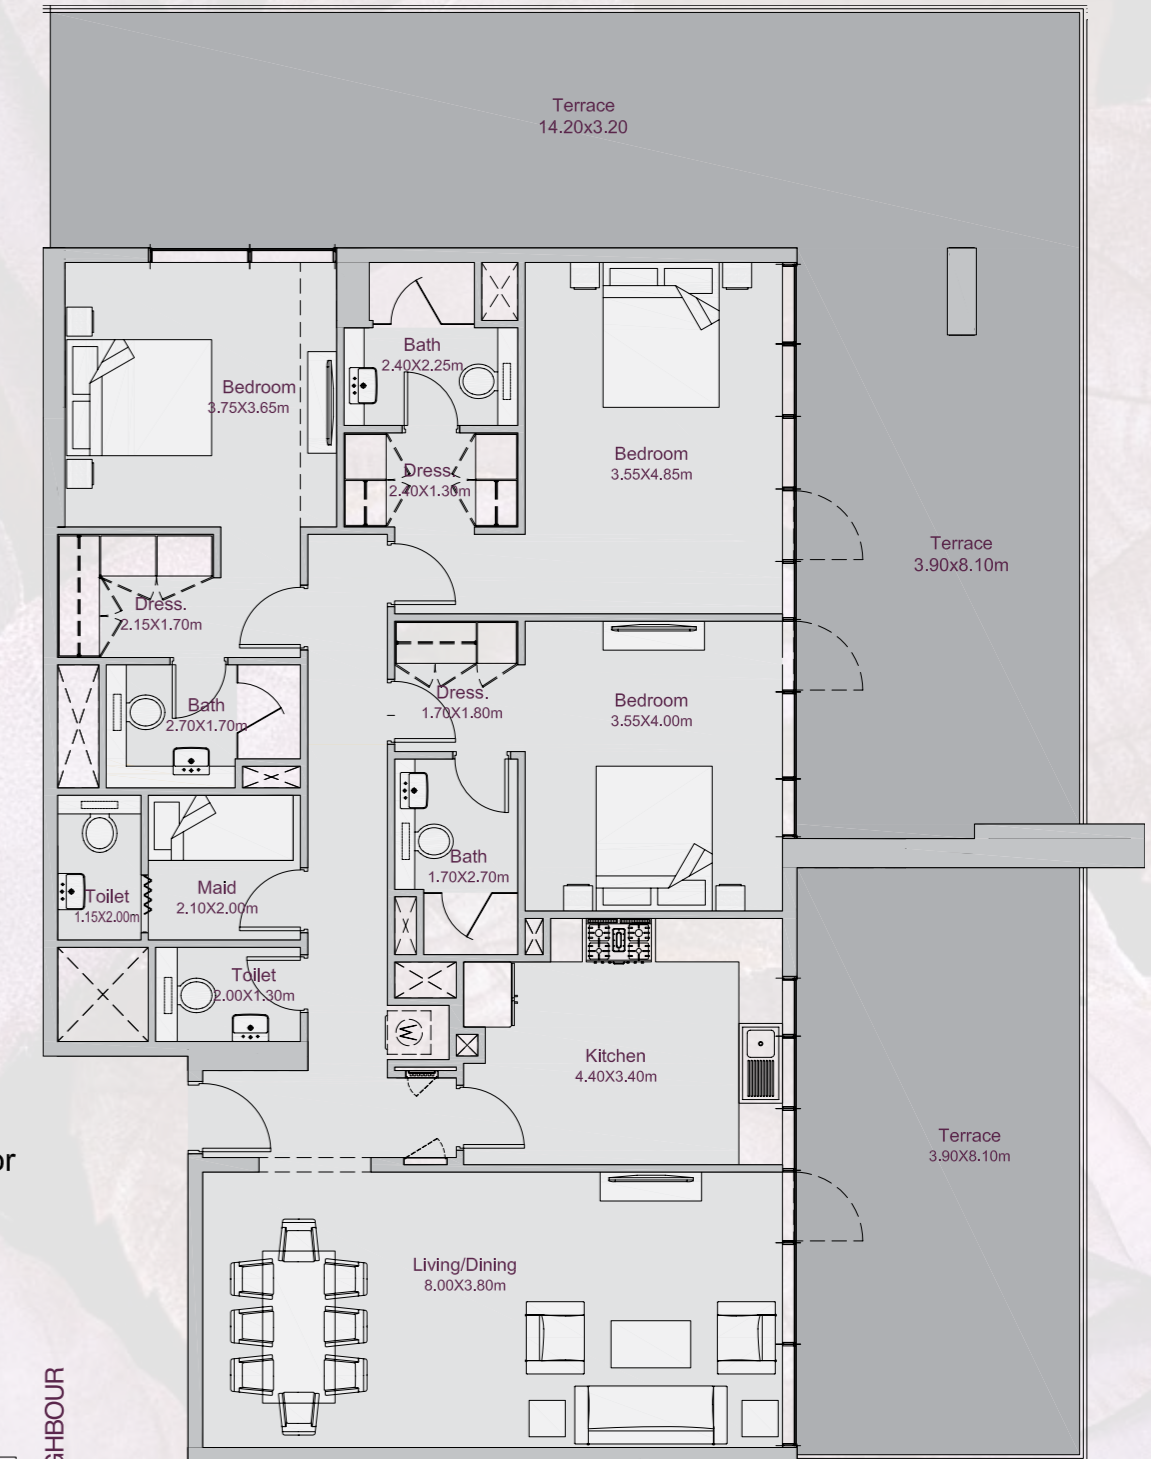 Terrace
14.20x3.20
Bath
2.40X2.25m
Bedroom
3.75X3.65m
Bedroom
3.55X4.85m
Dress.
2.40X1.30m
Terrace
3.90x8.10m
Dress.
2.15X1.70m
Dress.
1.70X1.80m
Bedroom
3.55X4.00m
Bath
2.70X1.70m
Bath
1.70X2.70m
Toilet
1.15X2.00m
Maid
2.10X2.00m
Toilet
2.00X1.30m
W
Kitchen
4.40X3.40m
Terrace
3.90X8.10m
or
Living/Dining
8.00X3.80m
GHBOUR